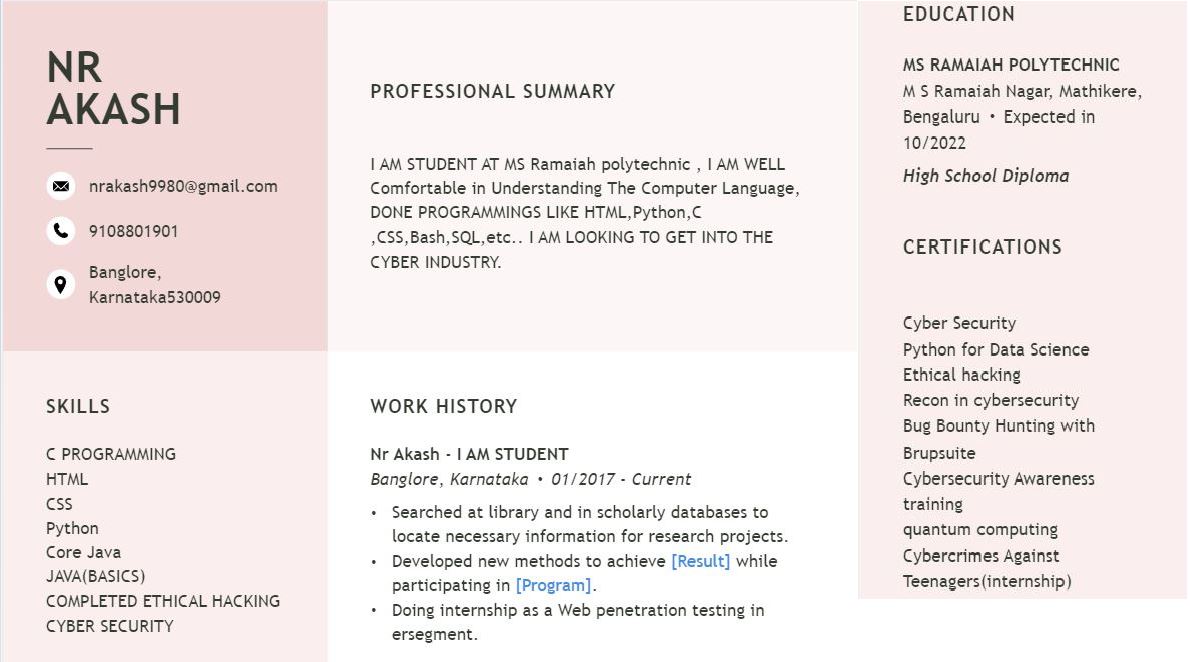 NR
AKASH
nrakash9980@gmail.com
9108801901
Banglore,
Karnataka530009
SKILLS
C PROGRAMMING
HTML
CSS
Python
Core Java
JAVA(BASICS)
COMPLETED ETHICAL HACKING
CYBER SECURITY
PROFESSIONAL SUMMARY
I AM STUDENT AT MS Ramaiah polytechnic , I AM WELL
Comfortable in Understanding The Computer Language,
DONE PROGRAMMINGS LIKE HTML,Python,C
,CSS,Bash,SQL,etc.. I AM LOOKING TO GET INTO THE
CYBER INDUSTRY.
WORK HISTORY
Nr Akash - I AM STUDENT
Banglore, Karnataka • 01/2017 - Current
• Searched at library and in scholarly databases to
locate necessary information for research projects.
• Developed new methods to achieve [Result] while
participating in [Program].
• Doing internship as a Web penetration testing in
ersegment.
EDUCATION
MS RAMAIAH POLYTECHNIC
M S Ramaiah Nagar, Mathikere,
Bengaluru • Expected in
10/2022
High School Diploma
CERTIFICATIONS
Cyber Security
Python for Data Science
Ethical hacking
Recon in cybersecurity
Bug Bounty Hunting with
Brupsuite
Cybersecurity Awareness
training
quantum computing
Cybercrimes Against
Teenagers(internship)